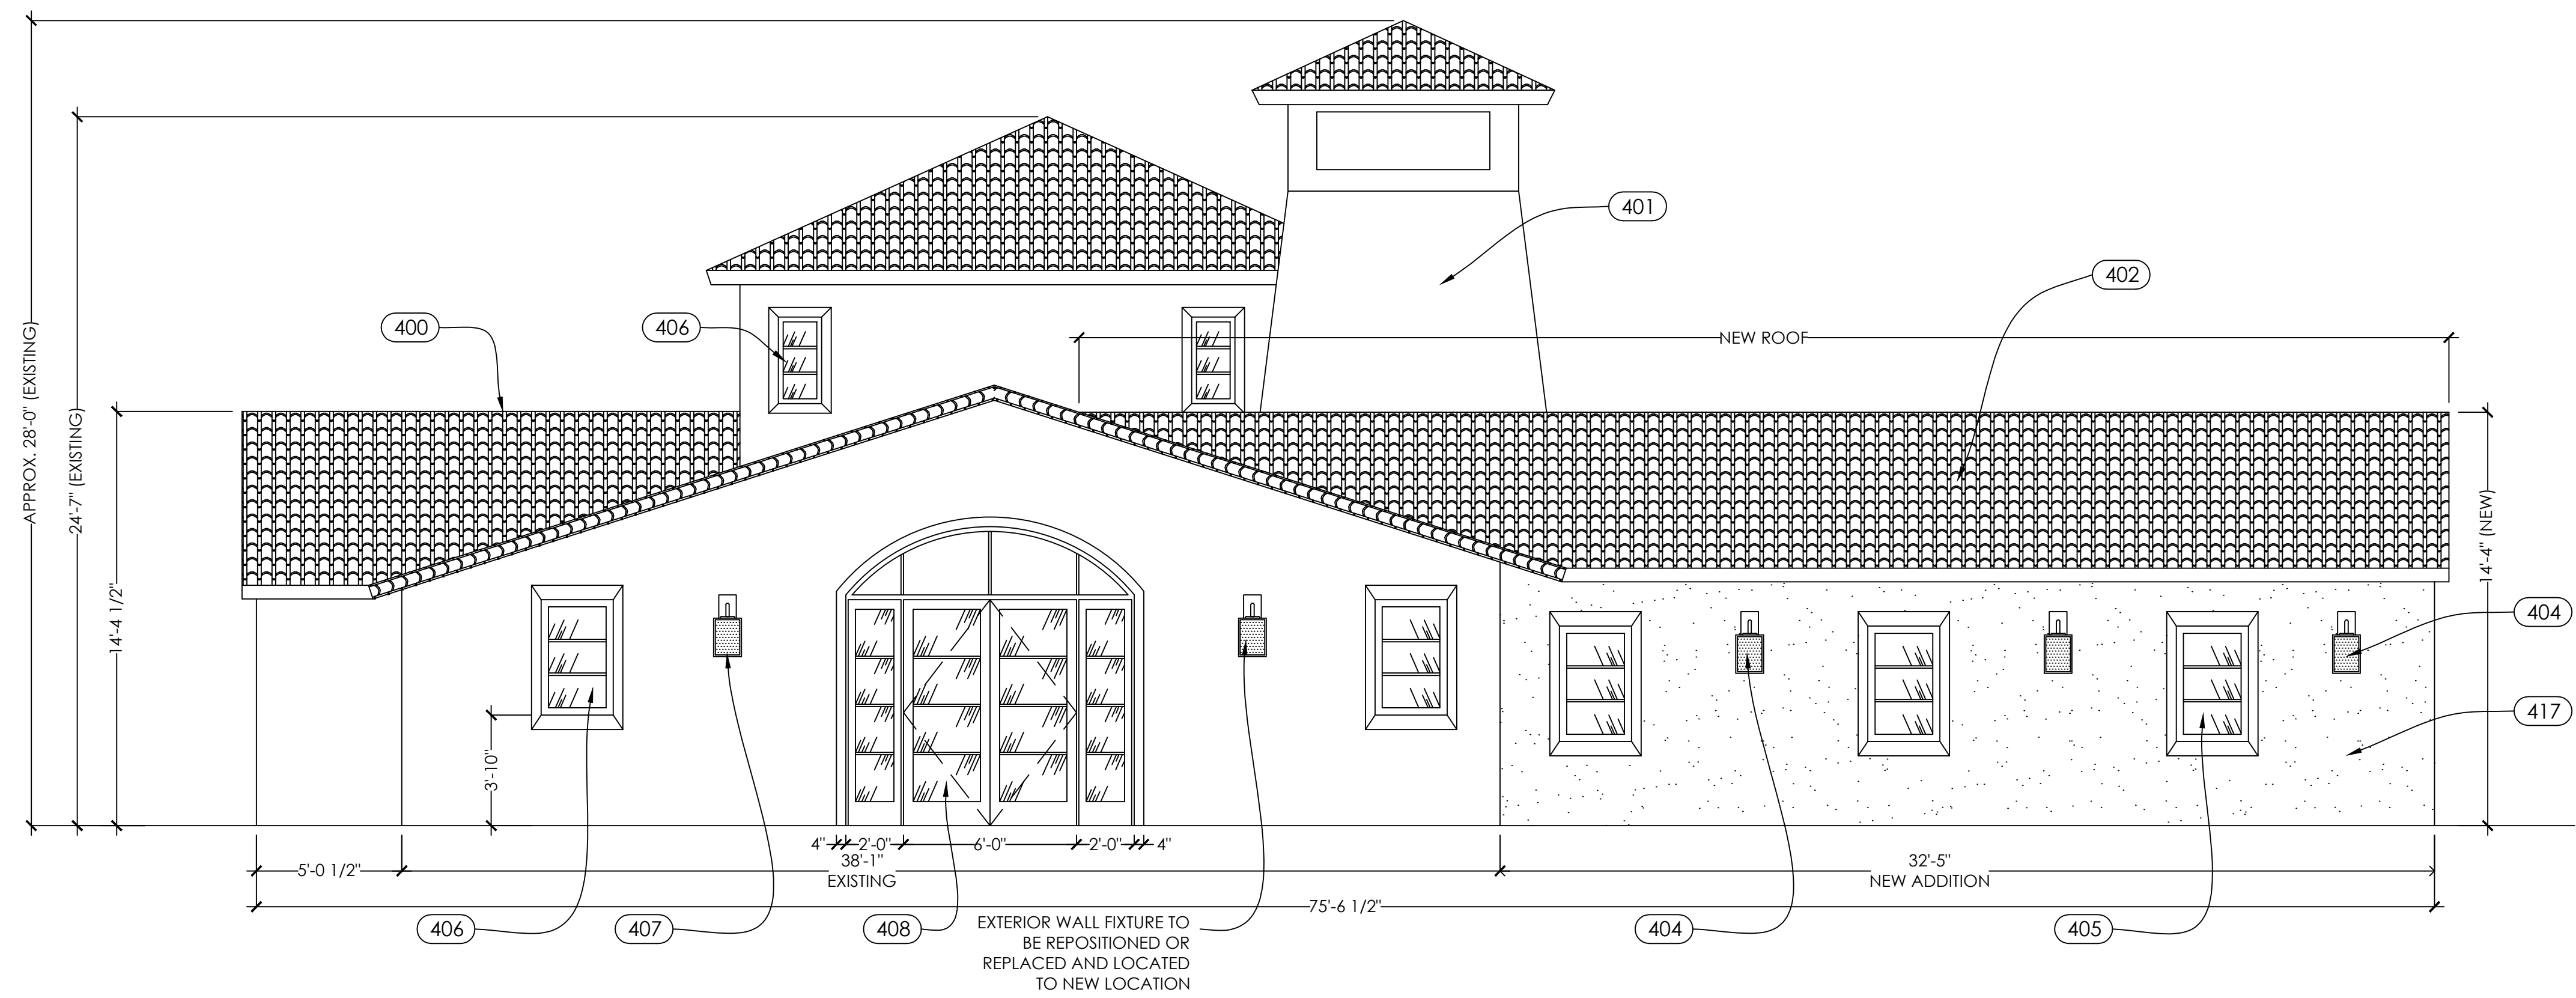 401
402
400
406
NEW ROOF
APPROX. 28'-0" (EXISTING)
24'-7" (EXISTING)
14'-4 1/2"
14'-4" (NEW)
404
417
3'-10"
4"
2'-0"
6'-0"
2'-0"
4"
5'-0 1/2"
38'-1"
EXISTING
32'-5"
NEW ADDITION
75'-6 1/2"
406
407
408
EXTERIOR WALL FIXTURE TO
BE REPOSITIONED OR
REPLACED AND LOCATED
TO NEW LOCATION
404
405